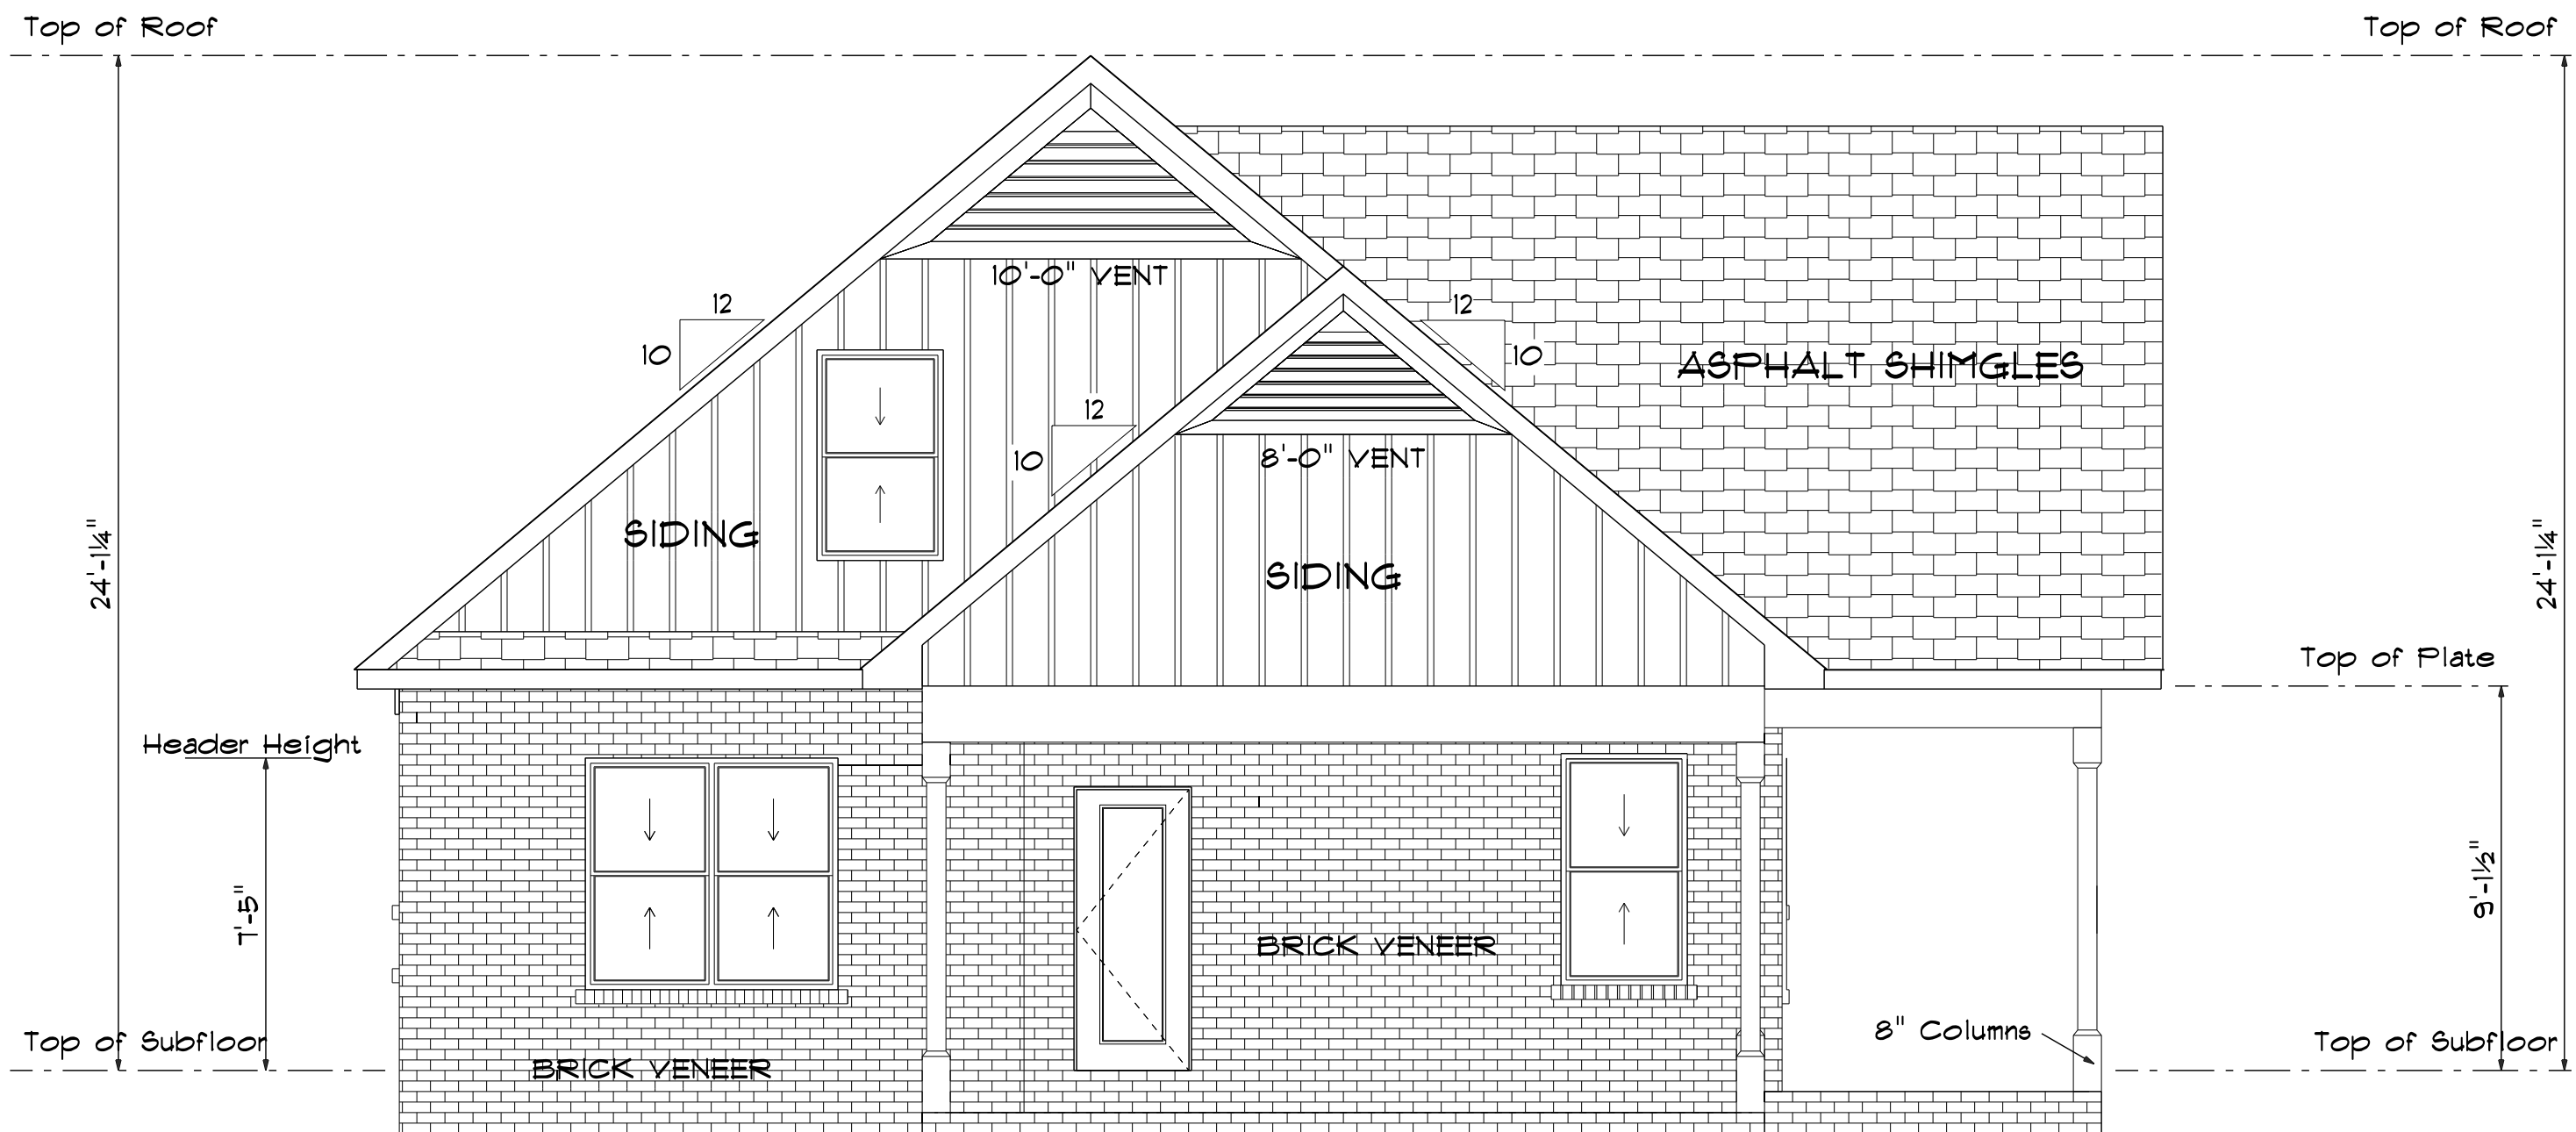 Top of Roof
Top of Roof
10'-0" VENT
12
12
10
10
ASPHALT SHIMGLES
12
10
8'-0" VENT
SIDING
SIDING
24'-1¼"
24'-1¼"
Top of Plate
Header Height
7'-5"
9'-1½"
BRICK VENEER
8" Columns
Top of Subfloor
Top of Subfloor
BRICK VENEER